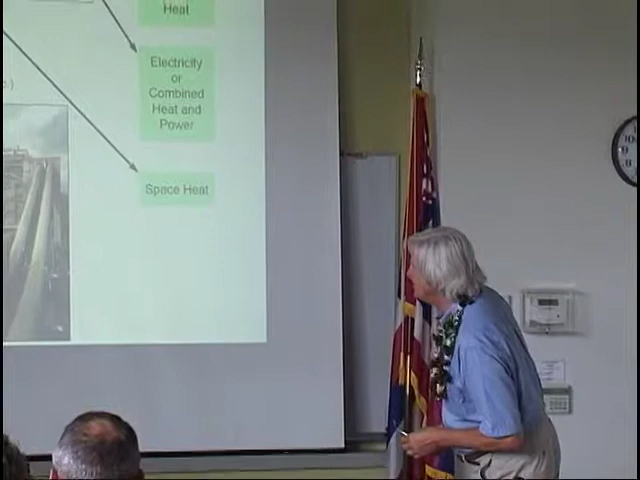 Heat
Electricity
or
Combined
Heat and
Power
Space Heat